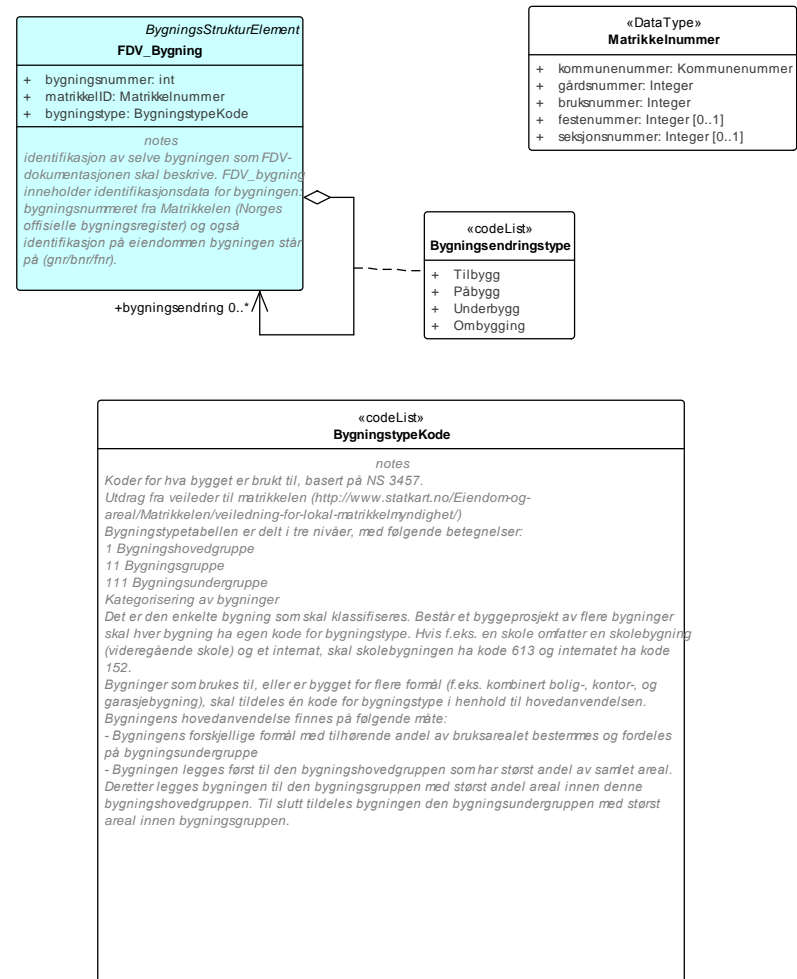 BygningsStrukturElement
FDV_Bygning
+ bygningsnummer: int
+ matrikkelID: Matrikkelnummer
+ bygningstype: BygningstypeKode
notes
identifikasjon av selve bygningen som FDV-
dokumentasjonen skal beskrive. FDV_bygning
inneholder identifikasjonsdata for bygningen:
bygningsnummeret fra Matrikkelen (Norges
offisielle bygningsregister) og også
identifikasjon på eiendommen bygningen står
på (gnr/bnr/fnr).
+bygningsendring 0..*
«DataType»
Matrikkelnummer
+ kommunenummer: Kommunenummer
+ gårdsnummer: Integer
+ bruksnummer: Integer
+ festenummer: Integer [0..1]
+ seksjonsnummer: Integer [0..1]
«codeList»
Bygningsendringstype
+ Tilbygg
+ Påbygg
+ Underbygg
+ Ombygging
«codeList»
BygningstypeKode
notes
Koder for hva bygget er brukt til, basert på NS 3457.
Utdrag fra veileder til matrikkelen (http://www.statkart.no/Eiendom-og-
areal/Matrikkelen/veiledning-for-lokal-matrikkelmyndighet/)
Bygningstypetabellen er delt i tre nivåer, med følgende betegnelser:
1 Bygningshovedgruppe
11 Bygningsgruppe
111 Bygningsundergruppe
Kategorisering av bygninger
Det er den enkelte bygning som skal klassifiseres. Består et byggeprosjekt av flere bygninger
skal hver bygning ha egen kode for bygningstype. Hvis f.eks. en skole omfatter en skolebygning
(videregående skole) og et internat, skal skolebygningen ha kode 613 og internatet ha kode
152.
Bygninger som brukes til, eller er bygget for flere formål (f.eks. kombinert bolig-, kontor-, og
garasjebygning), skal tildeles én kode for bygningstype i henhold til hovedanvendelsen.
Bygningens hovedanvendelse finnes på følgende måte:
- Bygningens forskjellige formål med tilhørende andel av bruksarealet bestemmes og fordeles
på bygningsundergruppe
- Bygningen legges først til den bygningshovedgruppen som har størst andel av samlet areal.
Deretter legges bygningen til den bygningsgruppen med størst andel areal innen denne
bygningshovedgruppen. Til slutt tildeles bygningen den bygningsundergruppen med størst
areal innen bygningsgruppen.